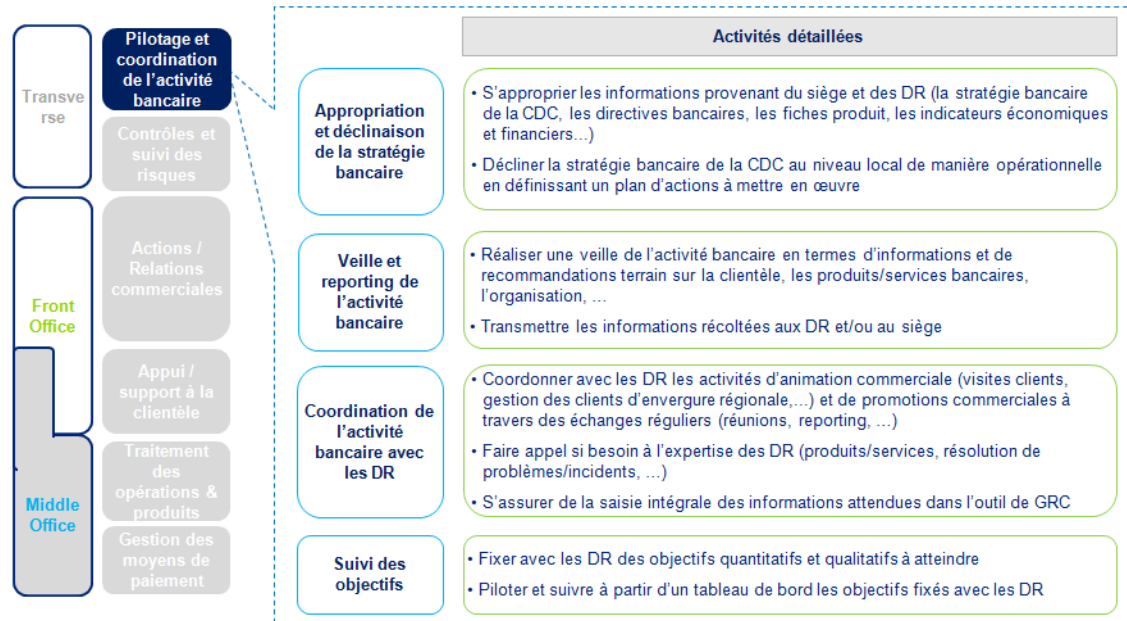 Transve
rse
Front
Office
Middle
Office
Pilotage et
coordination
de l'activité
bancaire
Contrôles et
suivi des
risques
Actions /
Relations
commerciales
Appui /
support à la
clientèle
Traitement
des
opérations &
produits
Gestion des
moyens de
paiement
Activités détaillées
Appropriation
et déclinaison
de la stratégie
bancaire
• S'approprier les informations provenant du siège et des DR (la stratégie bancaire
de la CDC, les directives bancaires, les fiches produit, les indicateurs économiques
et financiers…)
• Décliner la stratégie bancaire de la CDC au niveau local de manière opérationnelle
en définissant un plan d'actions à mettre en œuvre
Veille et
reporting de
l'activité
bancaire
• Réaliser une veille de l'activité bancaire en termes d'informations et de
recommandations terrain sur la clientèle, les produits/services bancaires,
l'organisation, …
• Transmettre les informations récoltées aux DR et/ou au siège
Coordination de
l'activité
bancaire avec
les DR
• Coordonner avec les DR les activités d'animation commerciale (visites clients,
gestion des clients d'envergure régionale,…) et de promotions commerciales à
travers des échanges réguliers (réunions, reporting, …)
• Faire appel si besoin à l'expertise des DR (produits/services, résolution de
problèmes/incidents, …)
• S'assurer de la saisie intégrale des informations attendues dans l'outil de GRC
Suivi des
objectifs
• Fixer avec les DR des objectifs quantitatifs et qualitatifs à atteindre
• Piloter et suivre à partir d'un tableau de bord les objectifs fixés avec les DR